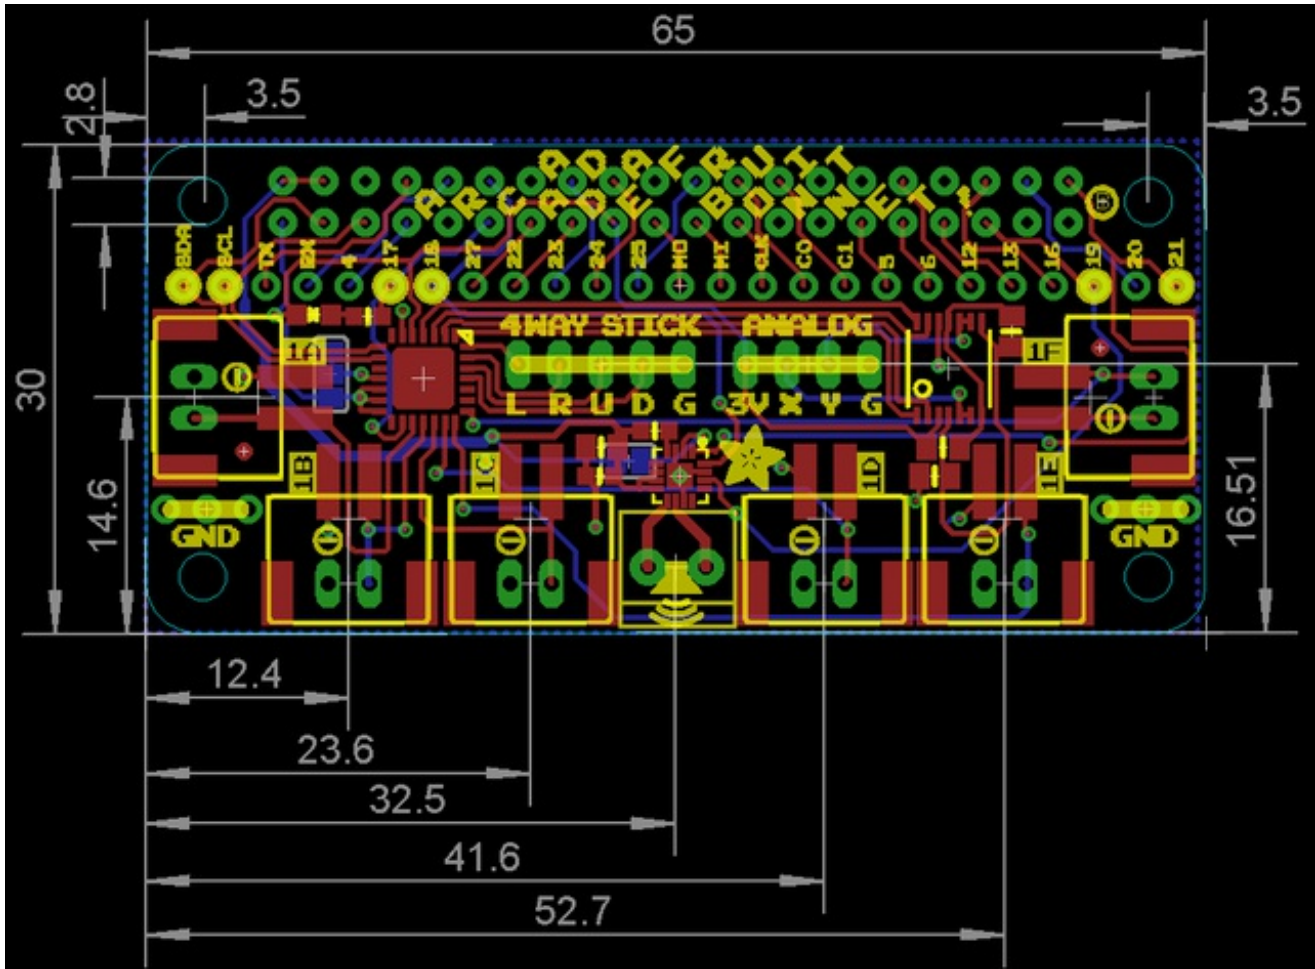 65
2.8
3.5
3.5
ADAFRUIT
ARCADE BONNET
B
SDA SCL TX RX 4 17 18 27 22 23 24 25 MO MI CLK C0 C1 5 6 12 13 16 19 20 21
4WAY STICK ANALOG
1A
1F
30
L R U D G 3V X Y G
1B
1C
1D
1E
14.6
16.51
GND
GND
12.4
23.6
32.5
41.6
52.7